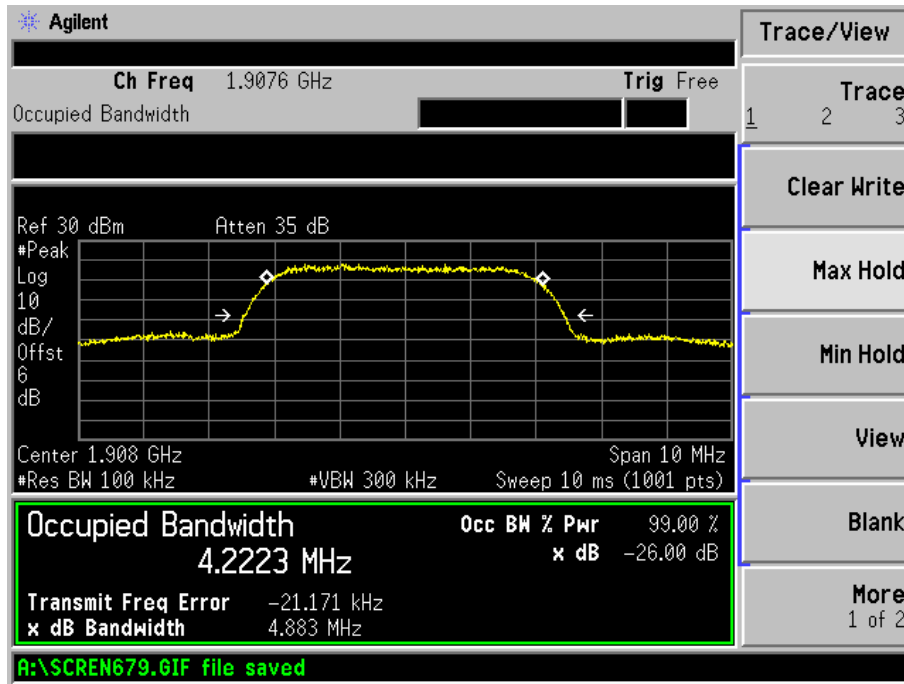 Agilent
Trace/View
Ch Freq 1.9076 GHz Trig Free
Occupied Bandwidth
Trace
1 2 3
Clear Write
Max Hold
Min Hold
View
Blank
More
1 of 2
Ref 30 dBm Atten 35 dB
#Peak
Log
10
dB/
Offst
6
dB
Center 1.908 GHz Span 10 MHz
#Res BW 100 kHz #VBW 300 kHz Sweep 10 ms (1001 pts)
Occupied Bandwidth Occ BW % Pwr 99.00 %
4.2223 MHz x dB -26.00 dB
Transmit Freq Error -21.171 kHz
x dB Bandwidth 4.883 MHz
A:\SCREN679.GIF file saved